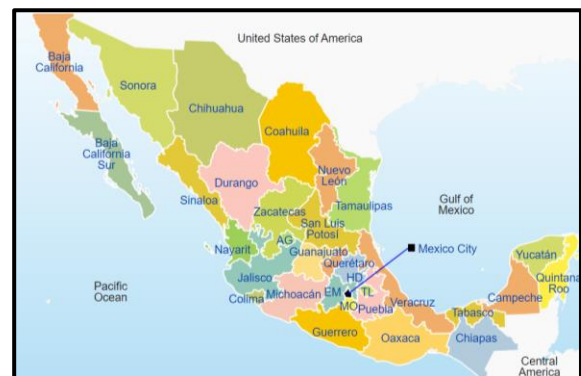 United States of America
Baja
California
Sonora
Chihuahua
Coahuila
Baja
California
Sur
Nuevo
León
Durango
Sinaloa
Tamaulipas
Gulf of
Mexico
Zacatecas
San Luis
Potosí
Mexico City
AG
Nayarit
Guanajuato
Querétaro
Yucatán
HD
Jalisco
Quintana
Roo
Pacific
Ocean
Colima
Michoacán
EM
TL
MO
Puebla
Veracruz
Campeche
Tabasco
Guerrero
Oaxaca
Chiapas
Central
America